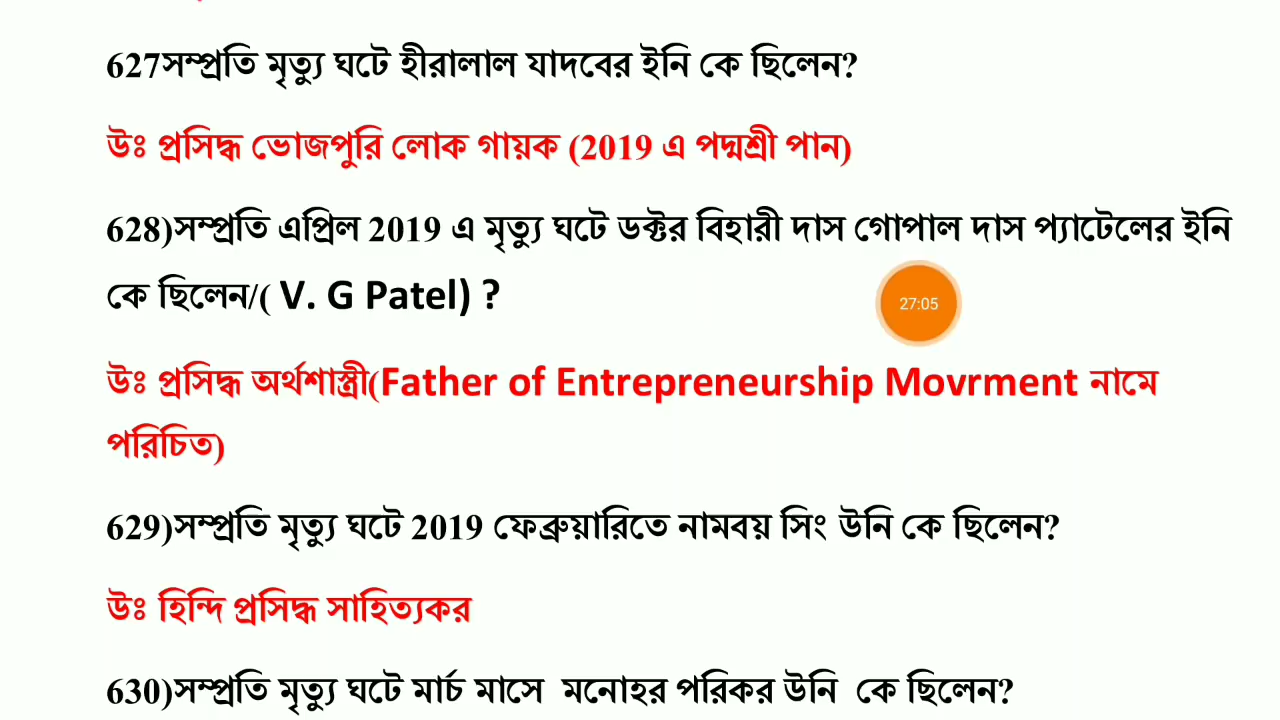 627সম্প্রতি মৃত্যু ঘটে হীরালাল যাদবের ইনি কে ছিলেন?
উঃ প্রসিদ্ধ ভোজপুরি লোক গায়ক (2019 এ পদ্মশ্রী পান)
628)সম্প্রতি এপ্রিল 2019 এ মৃত্যু ঘটে ডক্টর বিহারী দাস গোপাল দাস প্যাটেলের ইনি
কে ছিলেন/( V. G Patel) ?
27:05
উঃ প্রসিদ্ধ অর্থশাস্ত্রী(Father of Entrepreneurship Movrment নামে
পরিচিত)
629)সম্প্রতি মৃত্যু ঘটে 2019 ফেব্রুয়ারিতে নামবয় সিং উনি কে ছিলেন?
উঃ হিন্দি প্রসিদ্ধ সাহিত্যকর
630)সম্প্রতি মৃত্যু ঘটে মার্চ মাসে মনোহর পরিকর উনি কে ছিলেন?